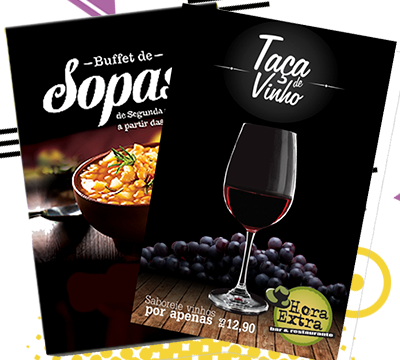 –Buffet de–
Sopas
de Segunda
a partir das
Taça
de
Vinho
Saboreie vinhos
por apenas R$ 12,90
Hora
Extra
bar & restaurante